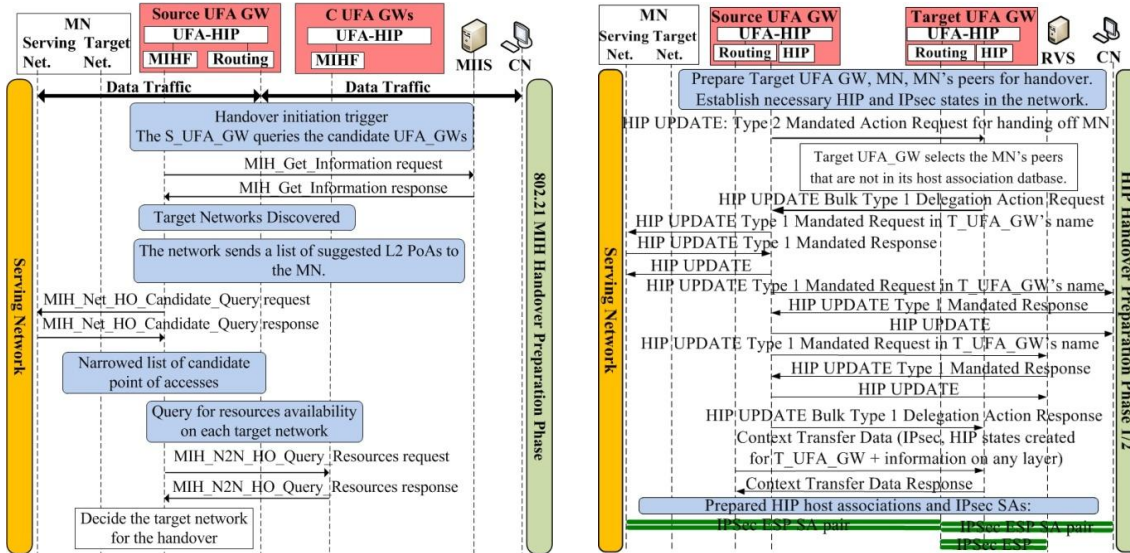 MN
Serving Target
Net. Net.
Source UFA GW
UFA-HIP
MIHF
Routing
C UFA GWs
UFA-HIP
MIHF
MIIS
CN
Data Traffic
Data Traffic
Serving Network
802.21 MIH Handover Preparation Phase
Handover initiation trigger
The S_UFA_GW queries the candidate UFA_GWs
MIH_Get_Information request
MIH_Get_Information response
Target Networks Discovered
The network sends a list of suggested L2 PoAs to
the MN.
MIH_Net_HO_Candidate_Query request
MIH_Net_HO_Candidate_Query response
Narrowed list of candidate
point of accesses
Query for resources availability
on each target network
MIH_N2N_HO_Query_Resources request
MIH_N2N_HO_Query_Resources response
Decide the target network
for the handover
MN
Serving Target
Net. Net.
Source UFA GW
UFA-HIP
Routing
HIP
Target UFA GW
UFA-HIP
Routing
HIP
RVS
CN
Serving Network
HIP Handover Preparation Phase 1/2
Prepare Target UFA GW, MN, MN's peers for handover.
Establish necessary HIP and IPsec states in the network.
HIP UPDATE: Type 2 Mandated Action Request for handing off MN
Target UFA_GW selects the MN's peers
that are not in its host association datbase.
HIP UPDATE Bulk Type 1 Delegation Action Request
HIP UPDATE Type 1 Mandated Request in T_UFA_GW's name
HIP UPDATE Type 1 Mandated Response
HIP UPDATE
HIP UPDATE Type 1 Mandated Request in T_UFA_GW's name
HIP UPDATE Type 1 Mandated Response
HIP UPDATE
HIP UPDATE Type 1 Mandated Request in T_UFA_GW's name
HIP UPDATE Type 1 Mandated Response
HIP UPDATE
HIP UPDATE Bulk Type 1 Delegation Action Response
Context Transfer Data (IPsec, HIP states created
for T_UFA_GW + information on any layer)
Context Transfer Data Response
Prepared HIP host associations and IPsec SAs:
IPSec ESP SA pair
IPSec ESP SA pair
IPSec ESP